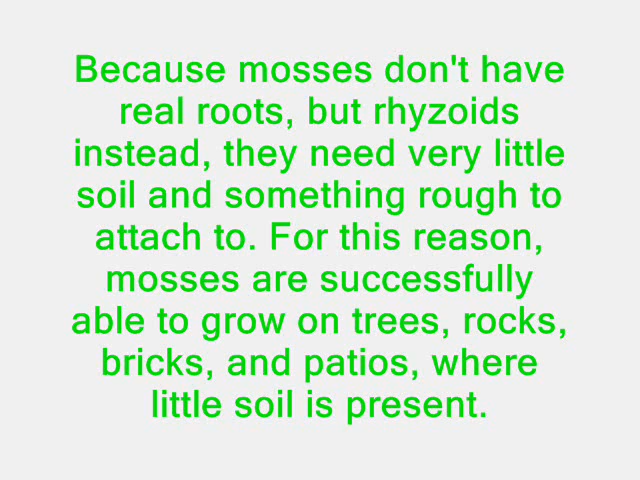 Because mosses don't have
real roots, but rhyzoids
instead, they need very little
soil and something rough to
attach to. For this reason,
mosses are successfully
able to grow on trees, rocks,
bricks, and patios, where
little soil is present.